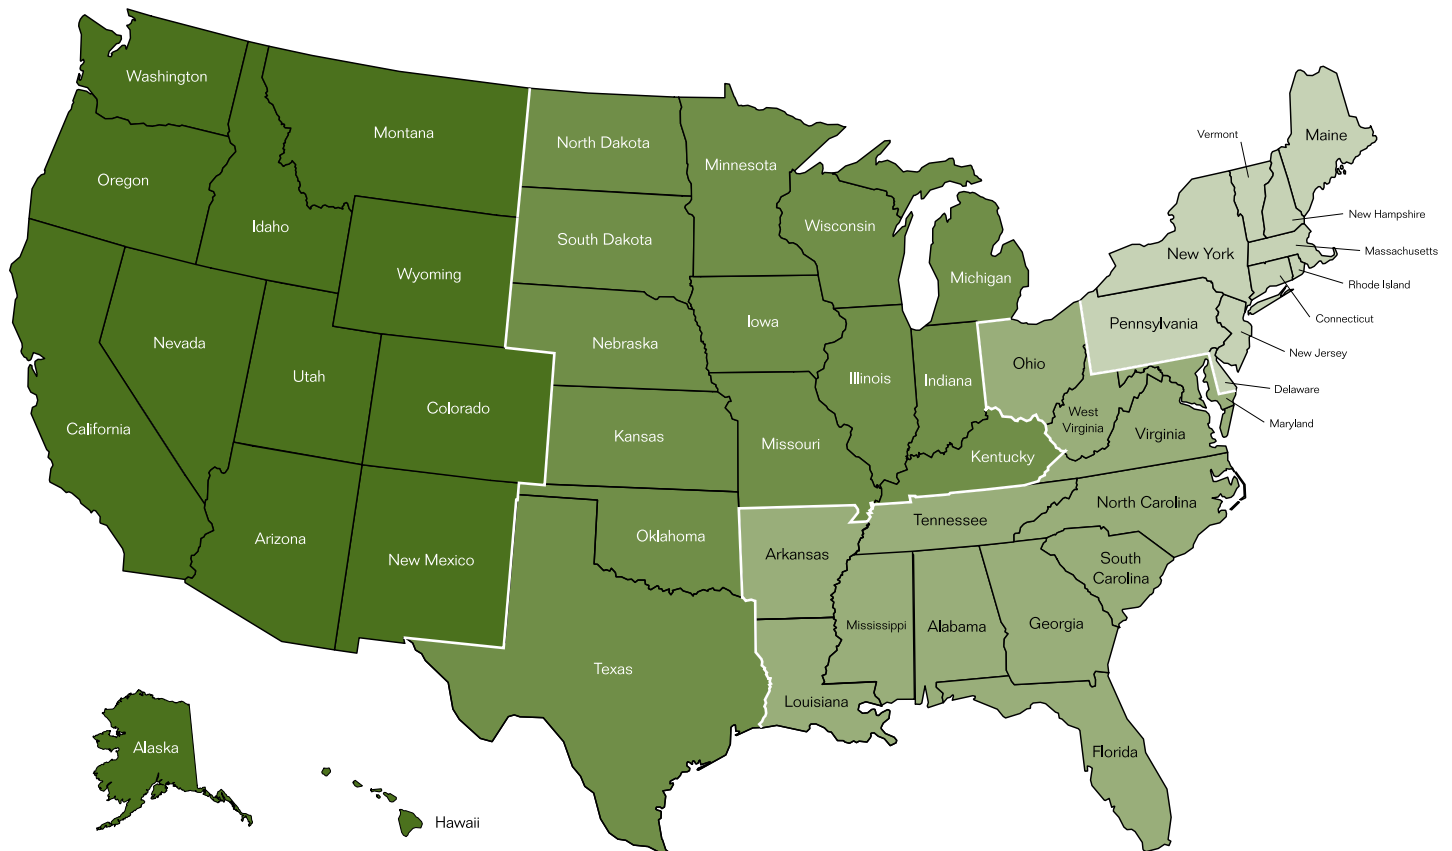 Washington
Montana
North Dakota
Minnesota
Vermont
Maine
Oregon
Idaho
South Dakota
Wisconsin
New Hampshire
New York
Massachusetts
Wyoming
Michigan
Rhode Island
Connecticut
Iowa
Pennsylvania
Nevada
Nebraska
New Jersey
Utah
Illinois
Indiana
Ohio
Delaware
Colorado
West
Virginia
Maryland
California
Kansas
Missouri
Virginia
Kentucky
North Carolina
Tennessee
Arizona
Oklahoma
Arkansas
New Mexico
South
Carolina
Mississippi
Alabama
Georgia
Texas
Louisiana
Alaska
Florida
Hawaii